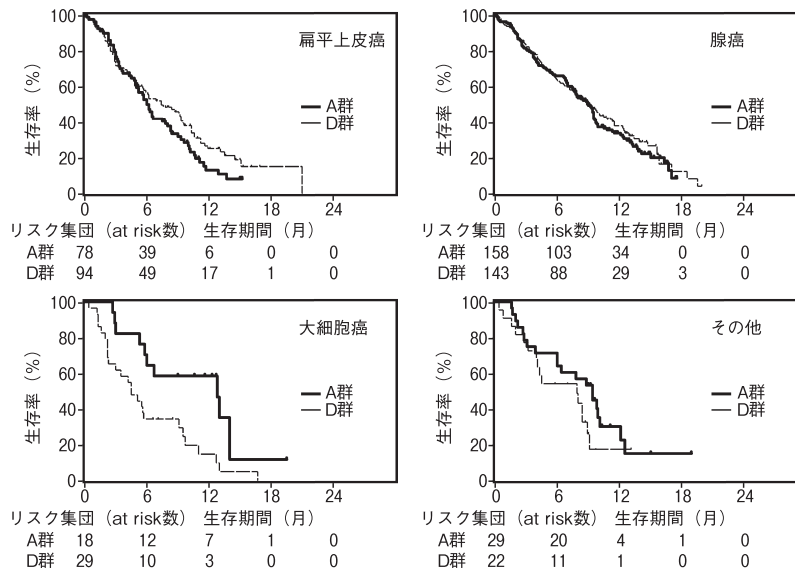 扁平上皮癌
生存率 (%)
100
80
60
40
20
0
A群
D群
0 6 12 18 24
リスク集団 (at risk数) 生存期間 (月)
A群 78 39 6 0 0
D群 94 49 17 1 0
腺癌
生存率 (%)
100
80
60
40
20
0
A群
D群
0 6 12 18 24
リスク集団 (at risk数) 生存期間 (月)
A群 158 103 34 0 0
D群 143 88 29 3 0
大細胞癌
生存率 (%)
100
80
60
40
20
0
A群
D群
0 6 12 18 24
リスク集団 (at risk数) 生存期間 (月)
A群 18 12 7 1 0
D群 29 10 3 0 0
その他
生存率 (%)
100
80
60
40
20
0
A群
D群
0 6 12 18 24
リスク集団 (at risk数) 生存期間 (月)
A群 29 20 4 1 0
D群 22 11 1 0 0